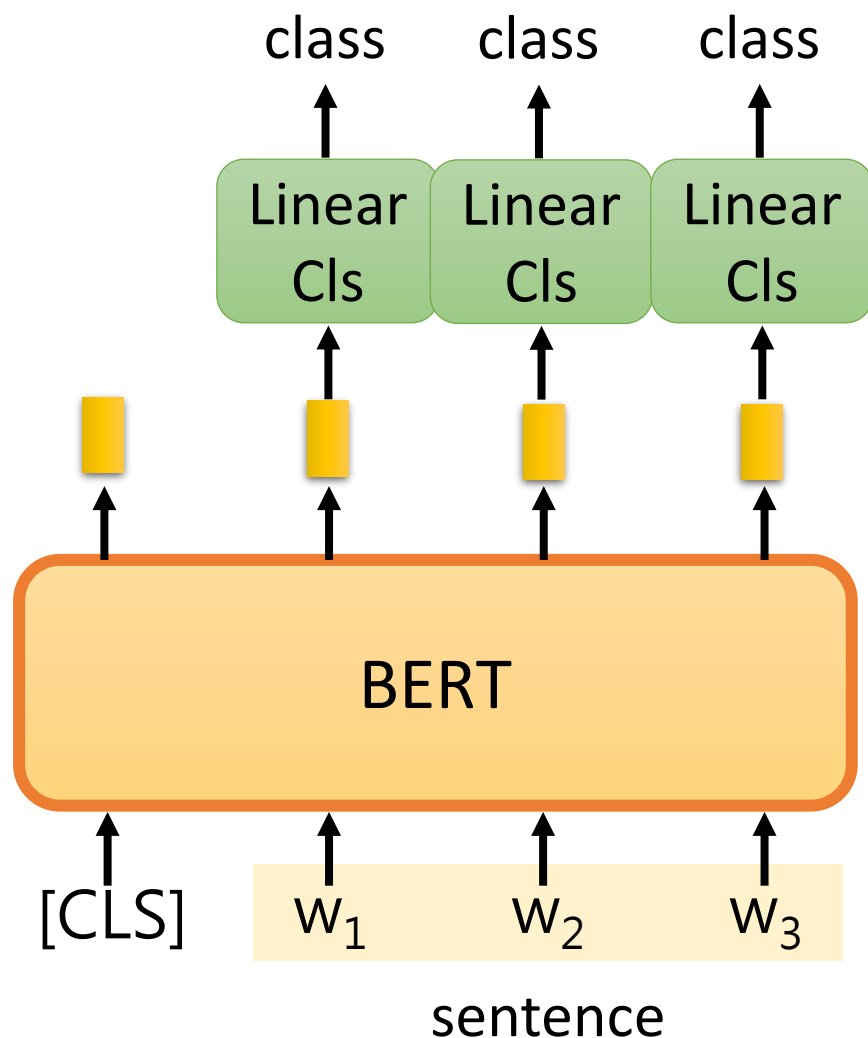 class class class
Linear Linear Linear
Cls Cls Cls
BERT
[CLS] w₁ w₂ w₃
sentence